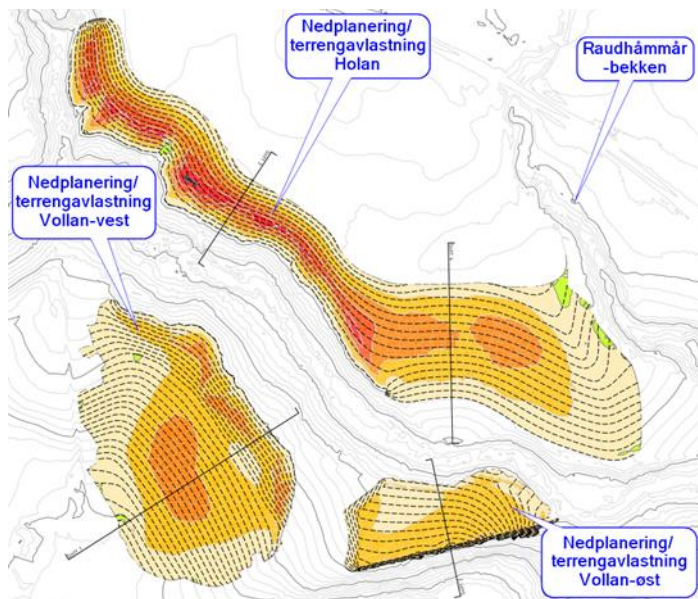 Nedplanering/
terrengavlastning
Holan
Raudhåmmår
-bekken
Nedplanering/
terrengavlastning
Vollan-vest
Nedplanering/
terrengavlastning
Vollan-øst